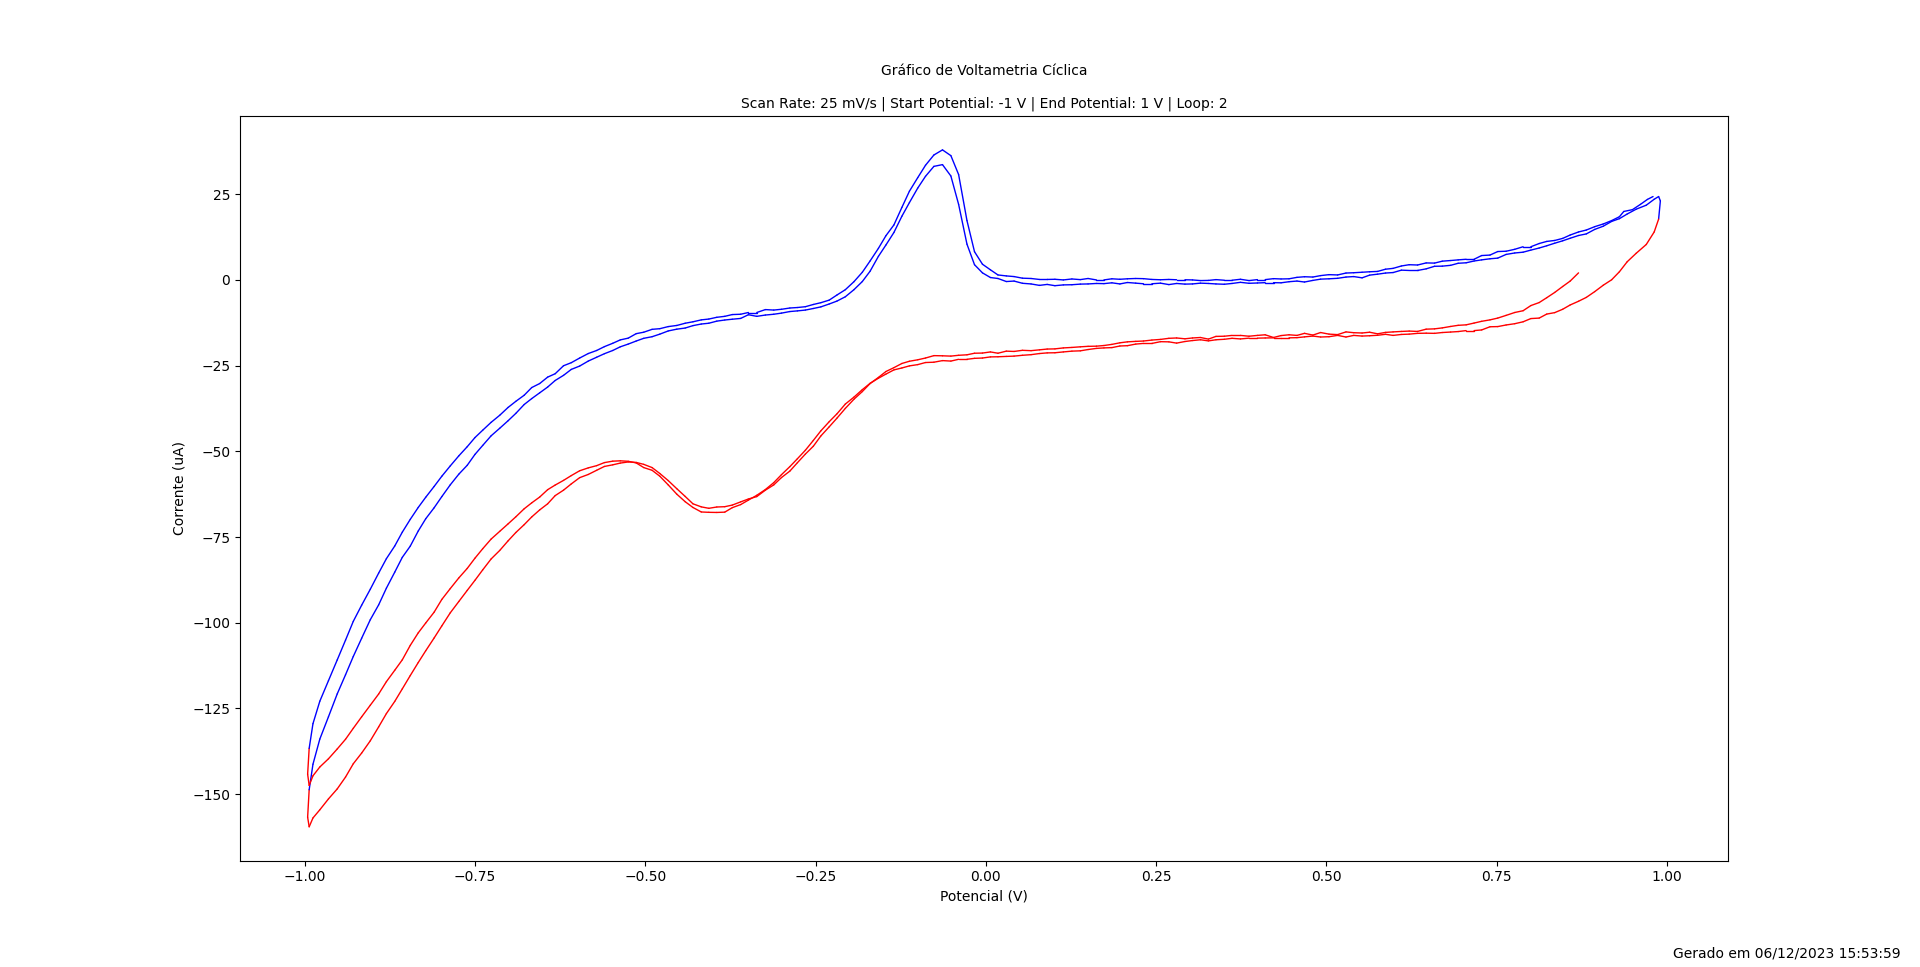 Gráfico de Voltametria Cíclica
Scan Rate: 25 mV/s | Start Potential: -1 V | End Potential: 1 V | Loop: 2
25
0
−25
−50
−75
−100
−125
−150
Corrente (uA)
−1.00 −0.75 −0.50 −0.25 0.00 0.25 0.50 0.75 1.00
Potencial (V)
Gerado em 06/12/2023 15:53:59